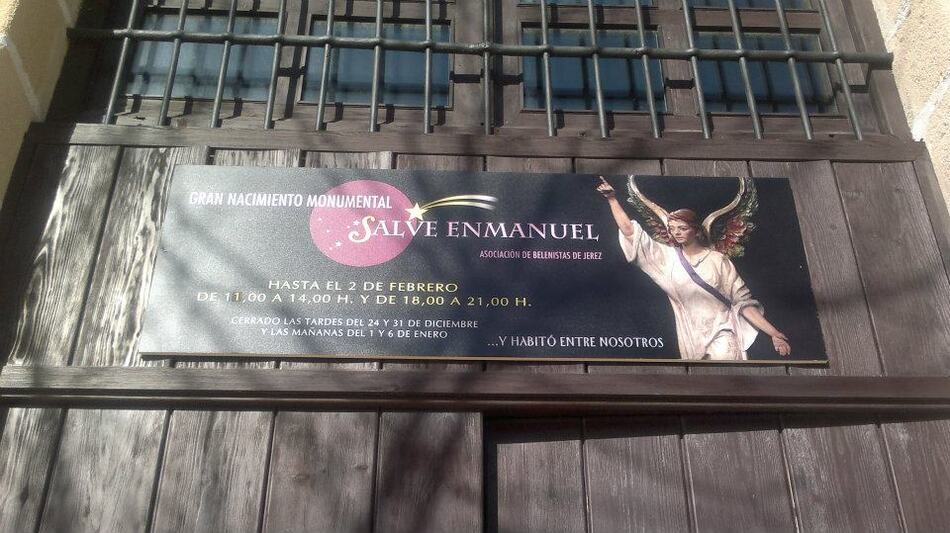 GRAN NACIMIENTO MONUMENTAL
SALVE ENMANUEL
ASOCIACIÓN DE BELENISTAS DE JEREZ
HASTA EL 2 DE FEBRERO
DE 11,00 A 14,00 H. Y DE 18,00 A 21,00 H.
CERRADO LAS TARDES DEL 24 Y 31 DE DICIEMBRE
Y LAS MAÑANAS DEL 1 Y 6 DE ENERO
...Y HABITÓ ENTRE NOSOTROS